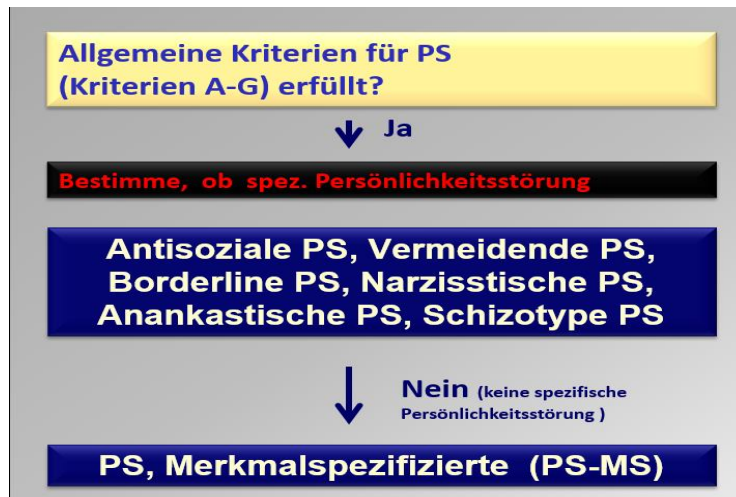 Allgemeine Kriterien für PS
(Kriterien A-G) erfüllt?
Ja
Bestimme, ob spez. Persönlichkeitsstörung
Antisoziale PS, Vermeidende PS,
Borderline PS, Narzisstische PS,
Anankastische PS, Schizotype PS
Nein (keine spezifische
Persönlichkeitsstörung )
PS, Merkmalspezifizierte (PS-MS)